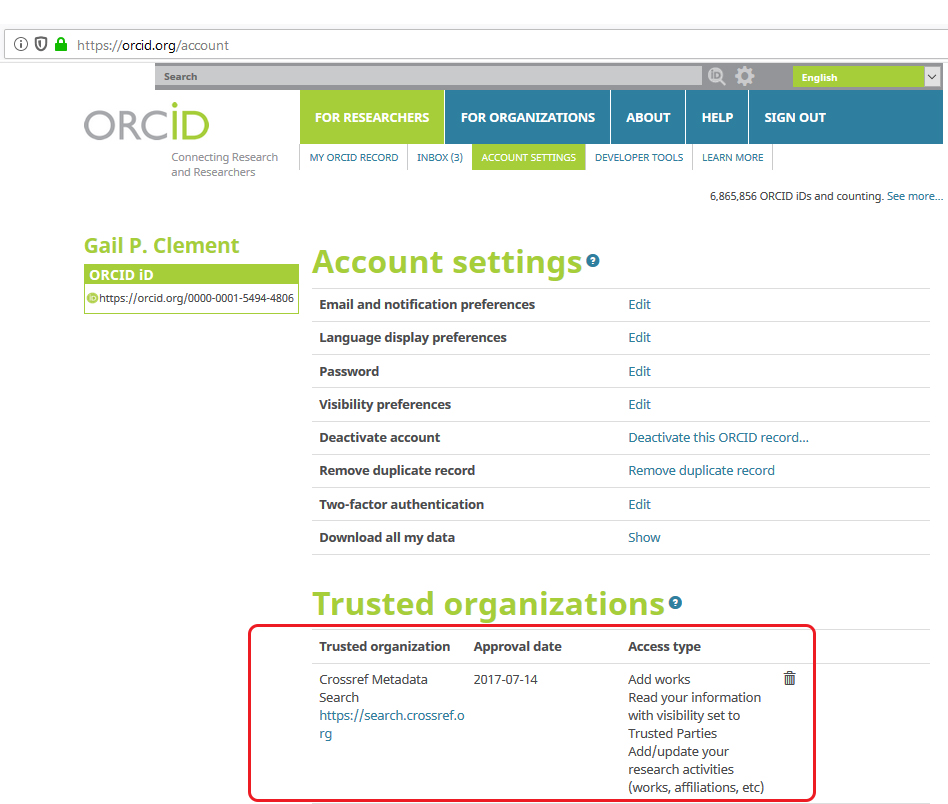 https://orcid.org/account
Search
iD
English
ORCID
Connecting Research
and Researchers
FOR RESEARCHERS
FOR ORGANIZATIONS
ABOUT
HELP
SIGN OUT
MY ORCID RECORD
INBOX (3)
ACCOUNT SETTINGS
DEVELOPER TOOLS
LEARN MORE
6,865,856 ORCID iDs and counting. See more...
Gail P. Clement
ORCID iD
iD https://orcid.org/0000-0001-5494-4806
Account settings ?
Email and notification preferences Edit
Language display preferences Edit
Password Edit
Visibility preferences Edit
Deactivate account Deactivate this ORCID record...
Remove duplicate record Remove duplicate record
Two-factor authentication Edit
Download all my data Show
Trusted organizations ?
Trusted organization Approval date Access type
Crossref Metadata
Search
https://search.crossref.o
rg
2017-07-14
Add works
Read your information
with visibility set to
Trusted Parties
Add/update your
research activities
(works, affiliations, etc)